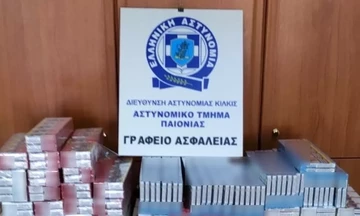 ΕΛΛΗΝΙΚΗ ΑΣΤΥΝΟΜΙΑ
ΔΙΕΥΘΥΝΣΗ ΑΣΤΥΝΟΜΙΑΣ ΚΙΛΚΙΣ
ΑΣΤΥΝΟΜΙΚΟ ΤΜΗΜΑ
ΠΑΙΟΝΙΑΣ
ΓΡΑΦΕΙΟ ΑΣΦΑΛΕΙΑΣ